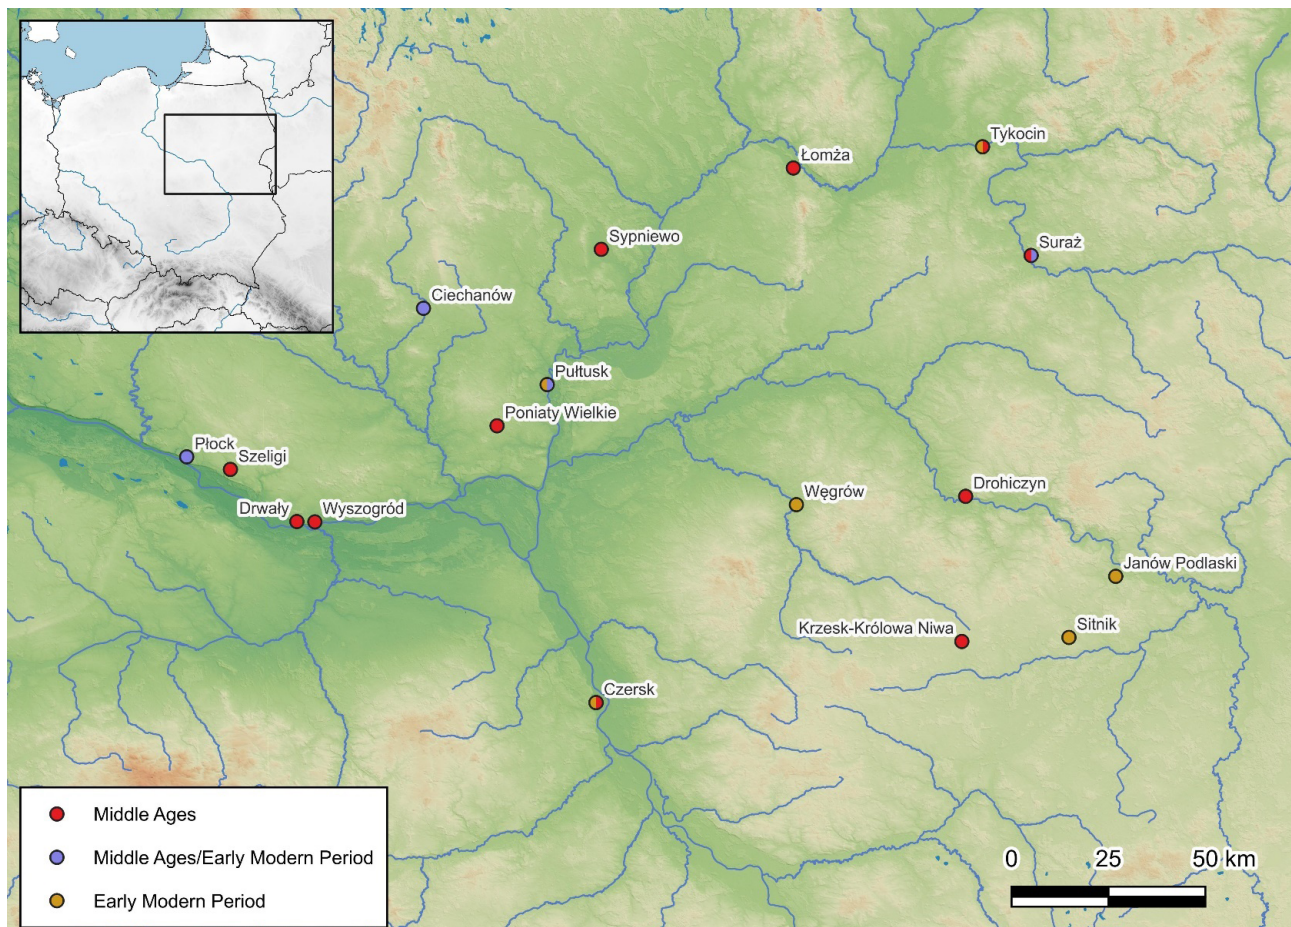 Tykocin
Łomża
Sypniewo
Suraż
Ciechanów
Pułtusk
Poniaty Wielkie
Płock
Szeligi
Drwały
Wyszogród
Węgrów
Drohiczyn
Janów Podlaski
Krzesk-Królowa Niwa
Sitnik
Czersk
Middle Ages
Middle Ages/Early Modern Period
Early Modern Period
0 25 50 km